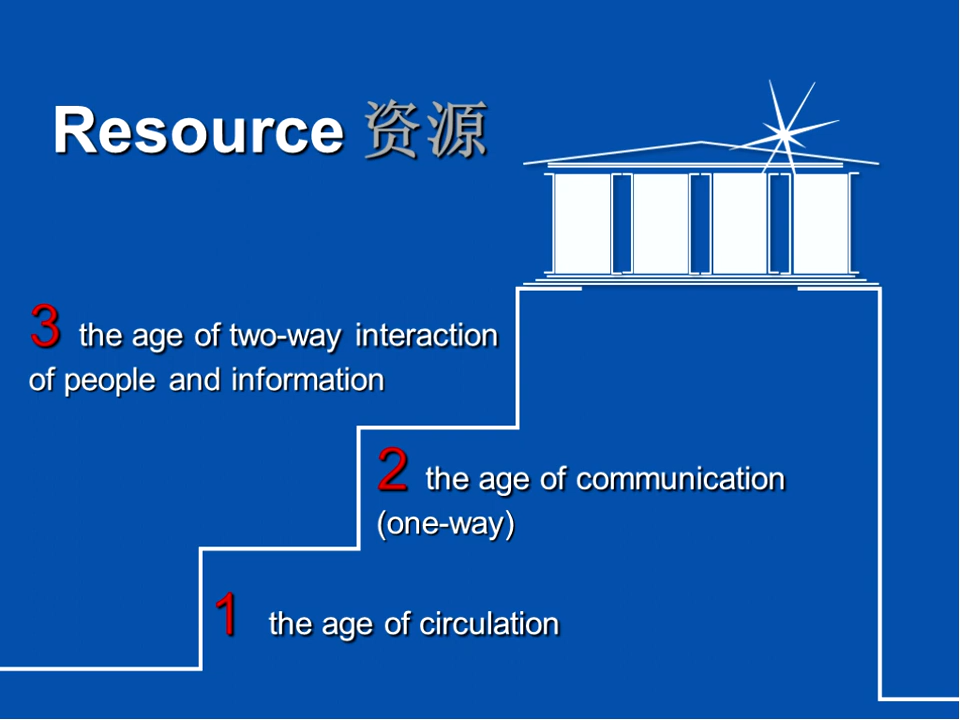 Resource 资源
3 the age of two-way interaction
of people and information
2 the age of communication
(one-way)
1 the age of circulation